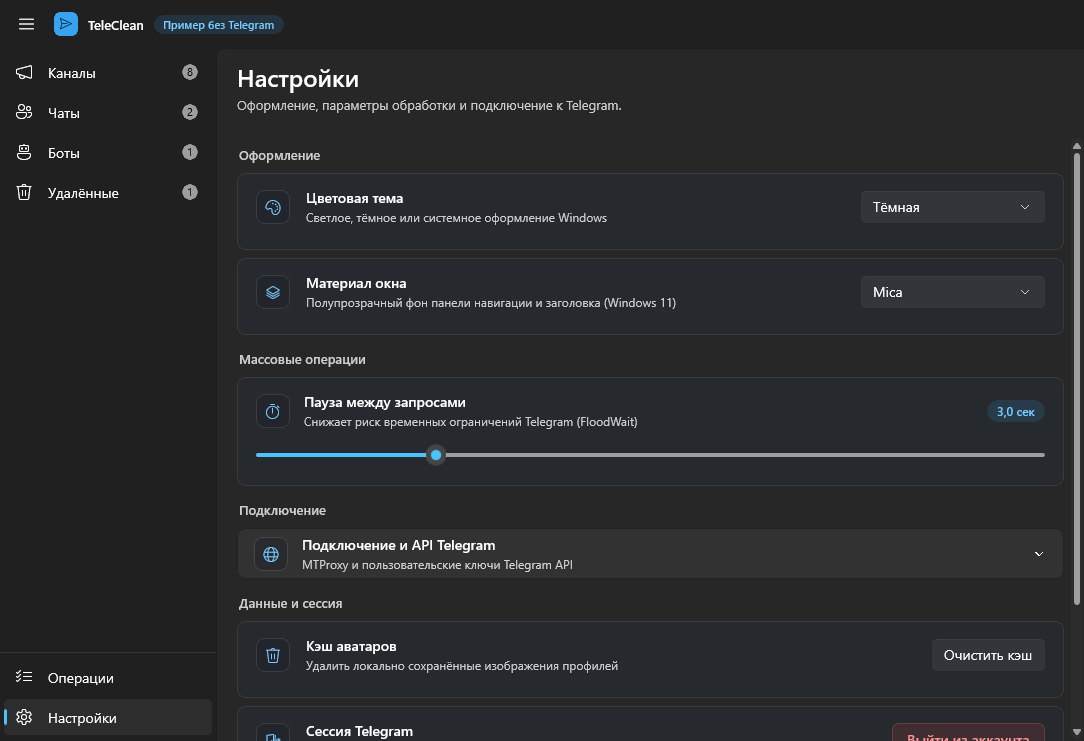 TeleClean
Пример без Telegram
Каналы
8
Чаты
2
Боты
1
Удалённые
1
Операции
Настройки
Настройки
Оформление, параметры обработки и подключение к Telegram.
Оформление
Цветовая тема
Светлое, тёмное или системное оформление Windows
Тёмная
Материал окна
Полупрозрачный фон панели навигации и заголовка (Windows 11)
Mica
Массовые операции
Пауза между запросами
Снижает риск временных ограничений Telegram (FloodWait)
3,0 сек
Подключение
Подключение и API Telegram
MTProxy и пользовательские ключи Telegram API
Данные и сессия
Кэш аватаров
Удалить локально сохранённые изображения профилей
Очистить кэш
Сессия Telegram
Выйти из аккаунта